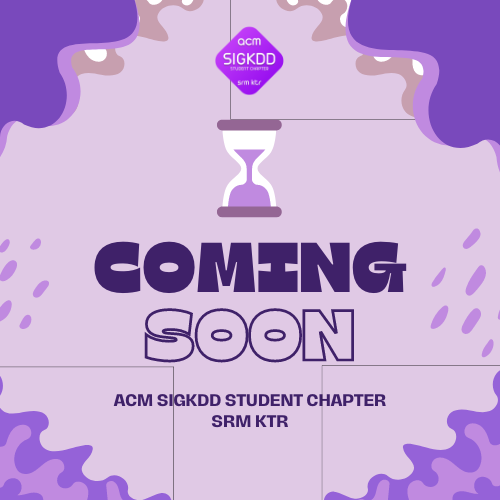 acm
SIGKDD
STUDENT CHAPTER
srm ktr
COMING
SOON
ACM SIGKDD STUDENT CHAPTER
SRM KTR